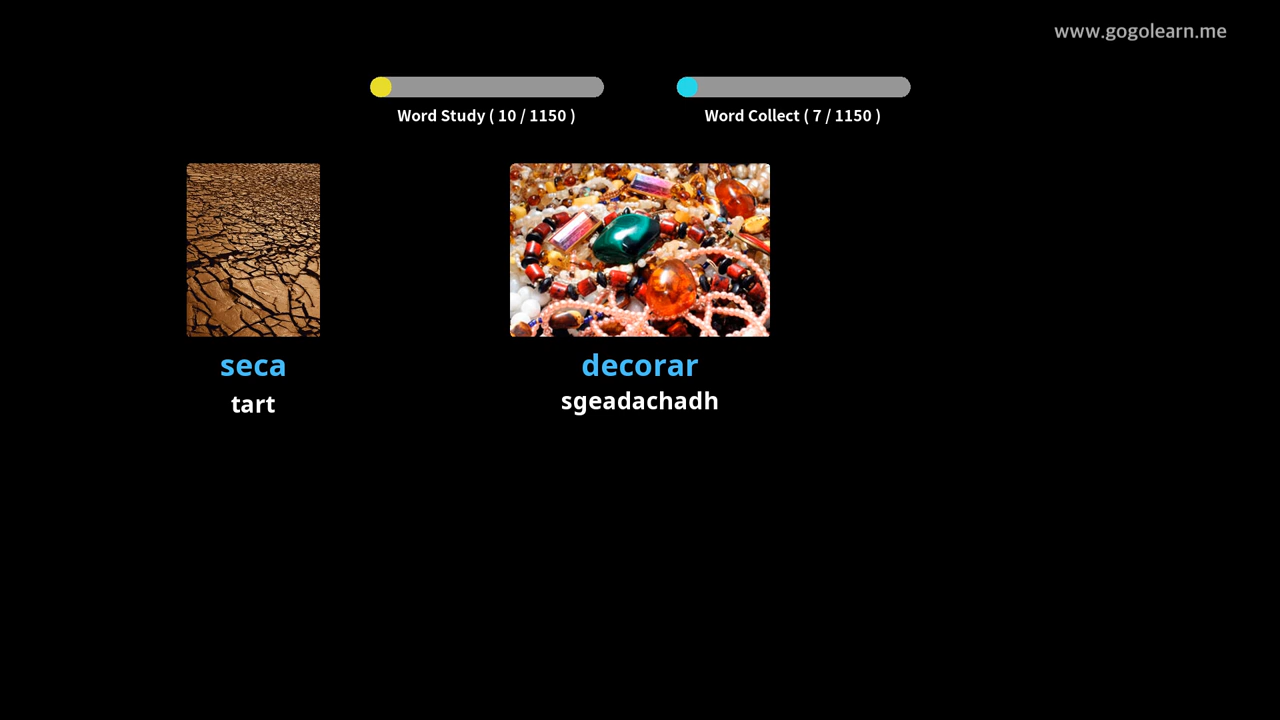 www.gogolearn.me
Word Study ( 10 / 1150 )
Word Collect ( 7 / 1150 )
seca
tart
decorar
sgeadachadh